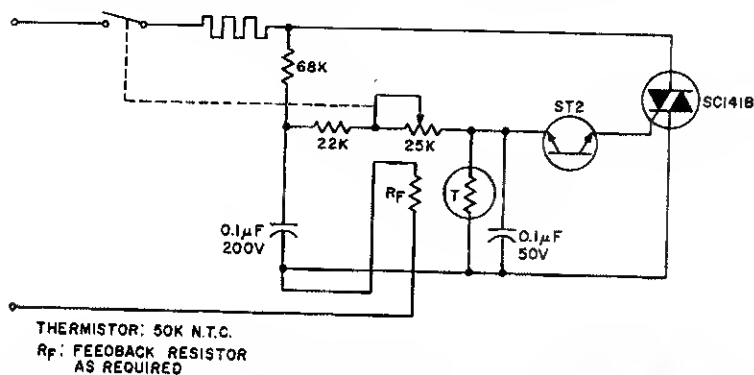 68K
ST2
SC141B
22K
25K
RF
T
0.1μF
200V
0.1μF
50V
THERMISTOR: 50K N.T.C.
RF: FEEDBACK RESISTOR
AS REQUIRED